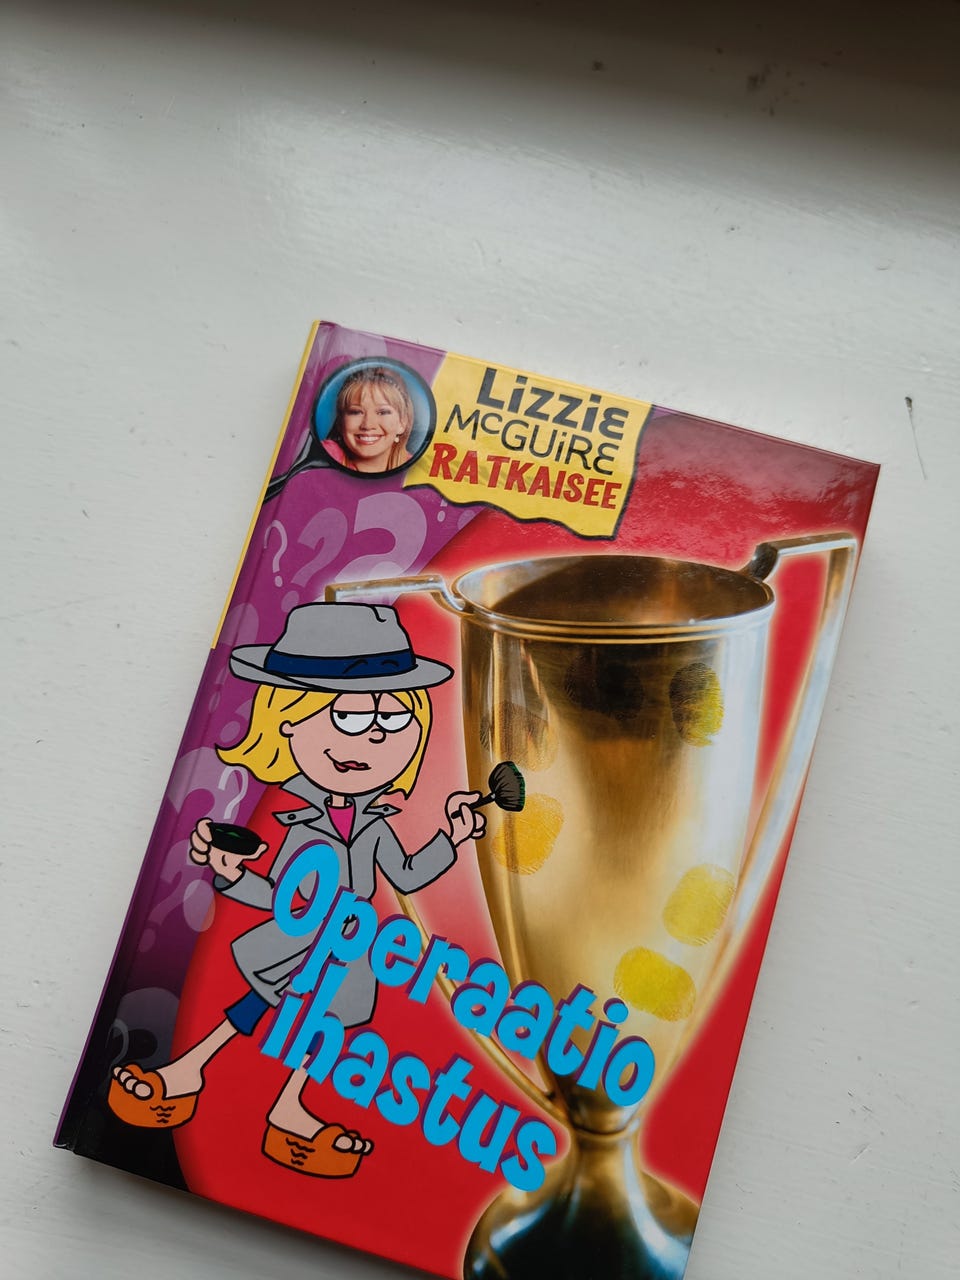 Lizzie
McGUiRE
RATKAISEE
Operaatio
ihastus